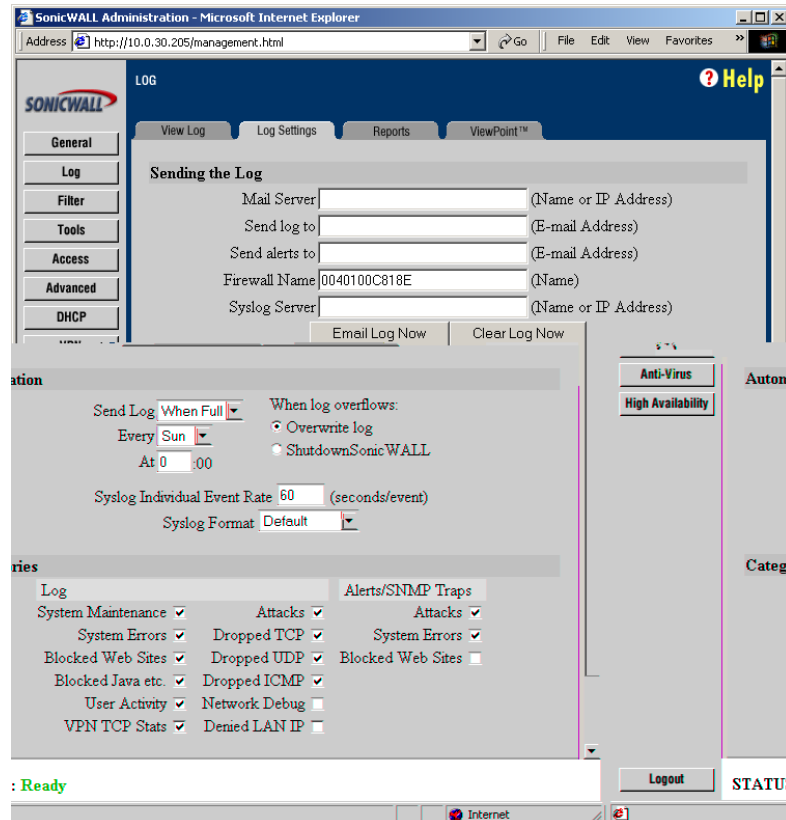 SonicWALL Administration - Microsoft Internet Explorer
Address http://10.0.30.205/management.html Go File Edit View Favorites »
SONICWALL
LOG
? Help
View Log Log Settings Reports ViewPoint™
General
Log
Filter
Tools
Access
Advanced
DHCP
Sending the Log
Mail Server (Name or IP Address)
Send log to (E-mail Address)
Send alerts to (E-mail Address)
Firewall Name 0040100C818E (Name)
Syslog Server (Name or IP Address)
Email Log Now Clear Log Now
ation
Send Log When Full
Every Sun
At 0 :00
When log overflows:
Overwrite log
ShutdownSonicWALL
Syslog Individual Event Rate 60 (seconds/event)
Syslog Format Default
ries
Log
System Maintenance
System Errors
Blocked Web Sites
Blocked Java etc.
User Activity
VPN TCP Stats
Attacks
Dropped TCP
Dropped UDP
Dropped ICMP
Network Debug
Denied LAN IP
Alerts/SNMP Traps
Attacks
System Errors
Blocked Web Sites
Anti-Virus
High Availability
Auton
Categ
: Ready
Logout
STATU
Internet